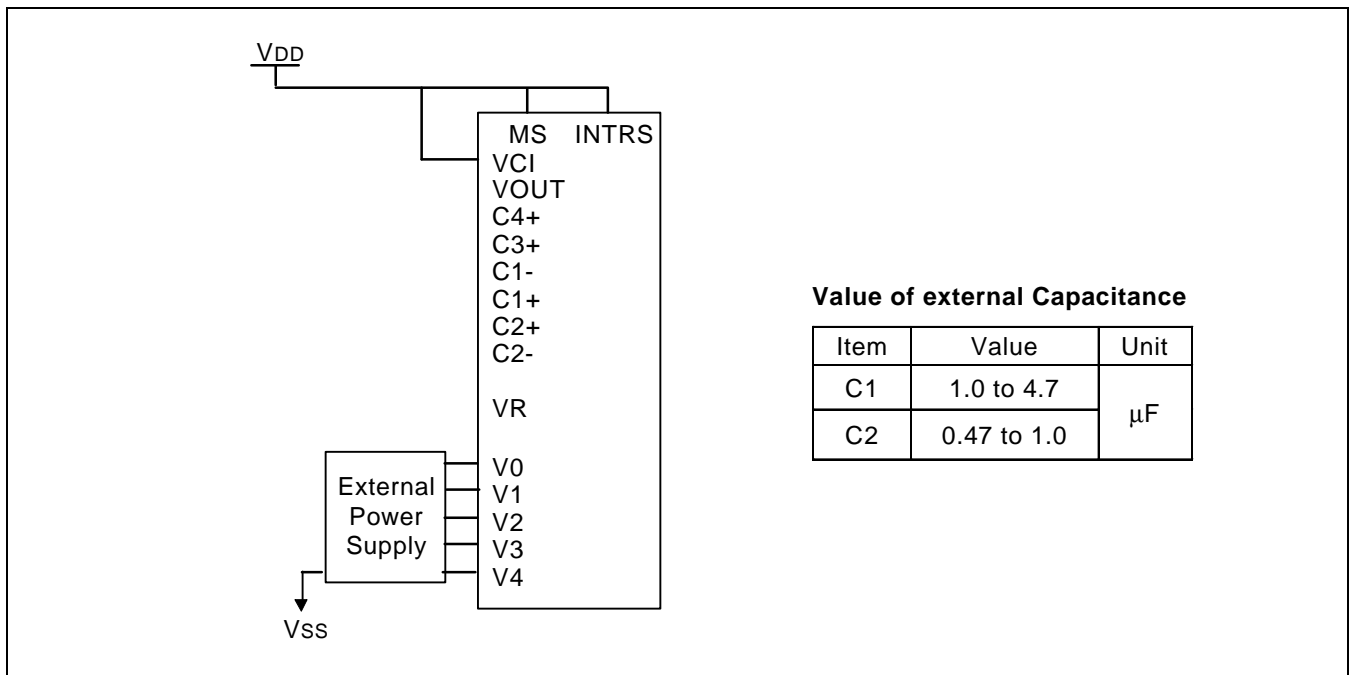 VDD
MS INTRS
VCI
VOUT
C4+
C3+
C1-
C1+
C2+
C2-
VR
V0
V1
V2
V3
V4
External
Power
Supply
VSS
Value of external Capacitance
Item Value Unit
C1 1.0 to 4.7 μF
C2 0.47 to 1.0